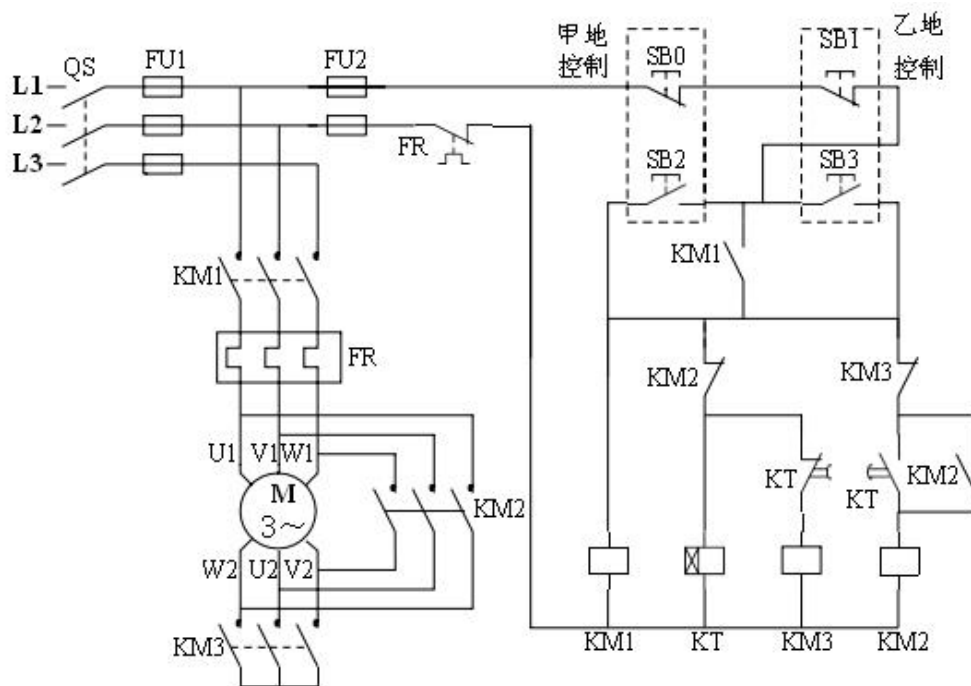 甲地
控制
乙地
控制
QS
FU1
FU2
SB0
SB1
L1
L2
L3
FR
SB2
SB3
KM1
KM1
FR
KM2
KM3
U1
V1
W1
M
3～
KM2
KT
KT
KM2
W2
U2
V2
KM3
KM1
KT
KM3
KM2